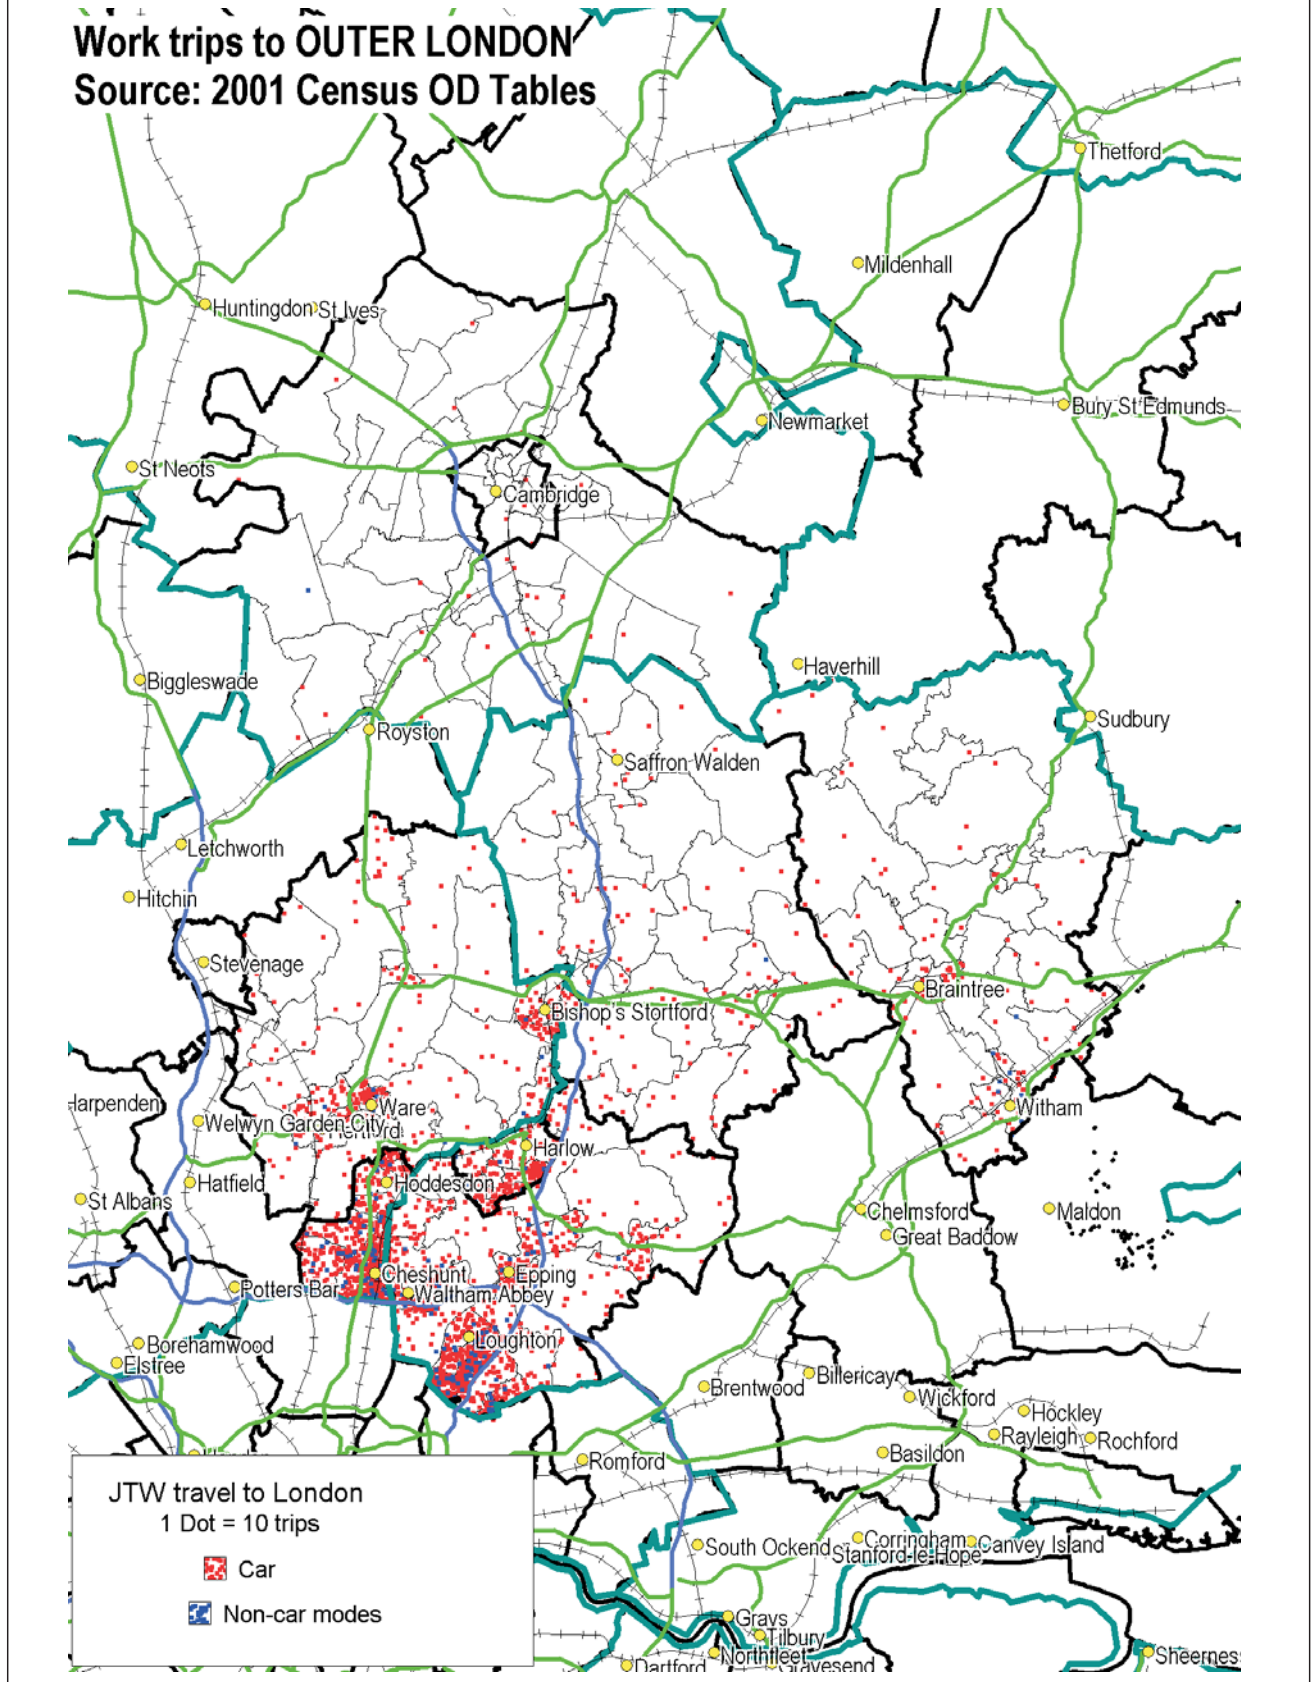 Work trips to OUTER LONDON
Source: 2001 Census OD Tables
Thetford
Mildenhall
Huntingdon
St Ives
Bury St Edmunds
Newmarket
St Neots
Cambridge
Haverhill
Biggleswade
Sudbury
Royston
Saffron Walden
Letchworth
Hitchin
Stevenage
Braintree
Bishop's Stortford
Harpenden
Ware
Witham
Welwyn Garden City
Hertford
Harlow
Hatfield
Hoddesdon
St Albans
Chelmsford
Maldon
Great Baddow
Cheshunt
Epping
Potters Bar
Waltham Abbey
Borehamwood
Loughton
Elstree
Billericay
Brentwood
Wickford
Hockley
Rayleigh
Rochford
Basildon
Romford
JTW travel to London
1 Dot = 10 trips
Car
Non-car modes
South Ockend
Corringham
Canvey Island
Stanford-le-Hope
Grays
Tilbury
Northfleet
Gravesend
Dartford
Sheernes